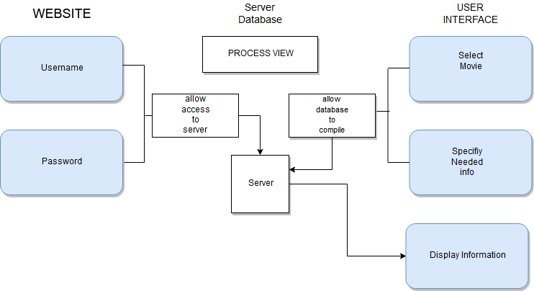 WEBSITE
Server
Database
USER
INTERFACE
PROCESS VIEW
Username
Select
Movie
allow
access
to
server
allow
database
to
compile
Password
Specifiy
Needed
info
Server
Display Information